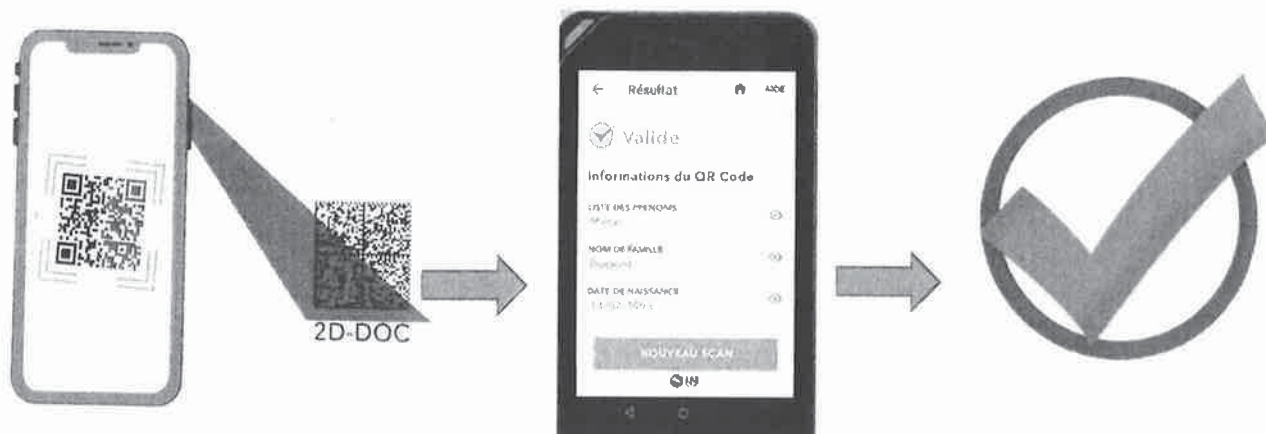 2D-DOC
← Résultat AIDE
Valide
Informations du QR Code
LISTE DES PRENOMS
NOM DE FAMILLE
DATE DE NAISSANCE
NOUVEAU SCAN
IN